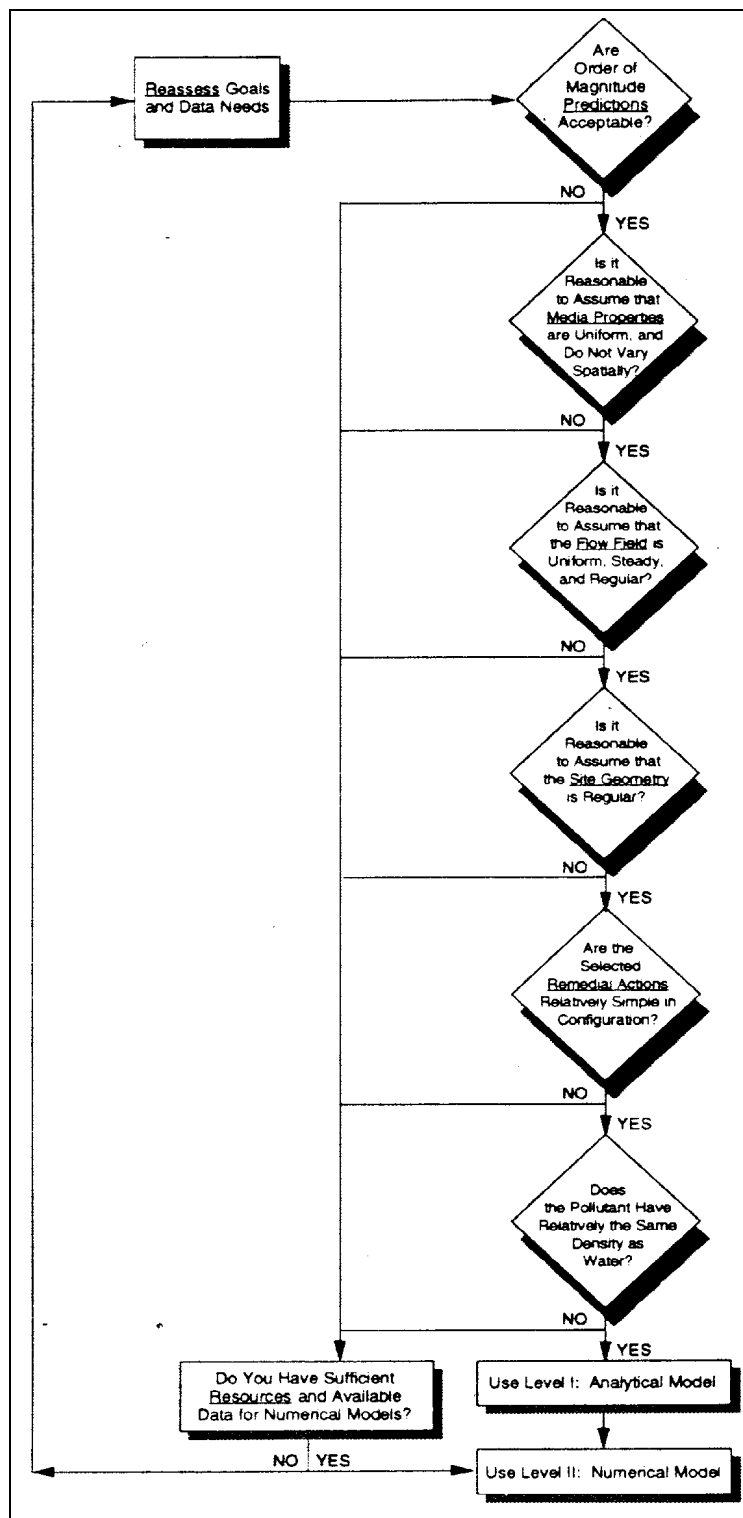 Reassess Goals
and Data Needs
Are
Order of
Magnitude
Predictions
Acceptable?
NO
YES
Is it
Reasonable
to Assume that
Media Properties
are Uniform, and
Do Not Vary
Spatially?
NO
YES
Is it
Reasonable
to Assume that
the Flow Field is
Uniform, Steady,
and Regular?
NO
YES
Is it
Reasonable
to Assume that
the Site Geometry
is Regular?
NO
YES
Are the
Selected
Remedial Actions
Relatively Simple in
Configuration?
NO
YES
Does
the Pollutant Have
Relatively the Same
Density as
Water?
NO
YES
Do You Have Sufficient
Resources and Available
Data for Numerical Models?
Use Level I: Analytical Model
NO YES
Use Level II: Numerical Model